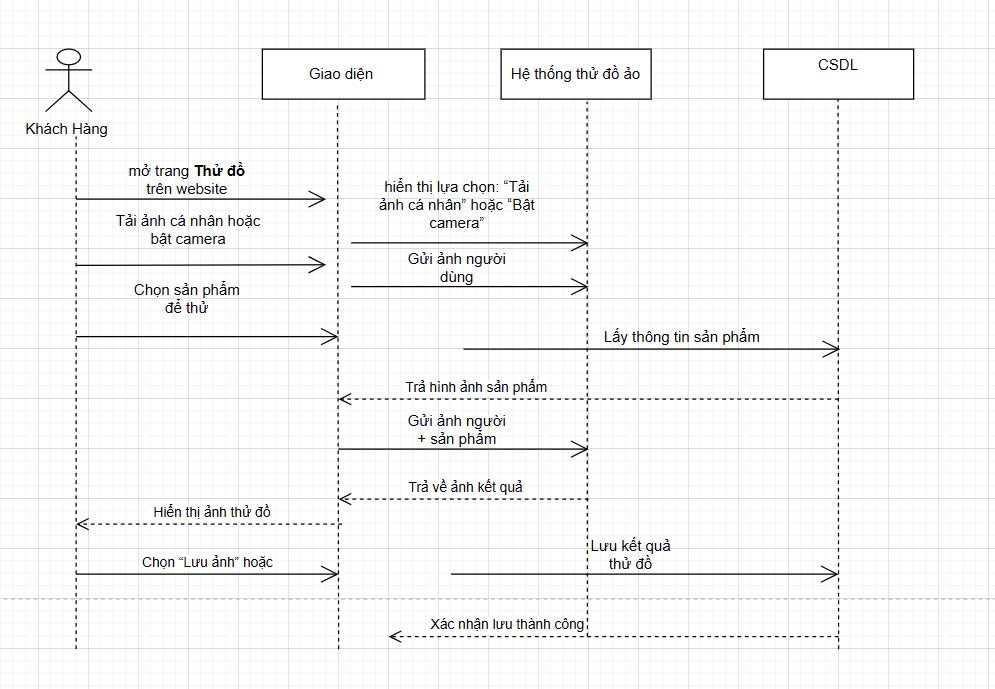 Giao diện
Hệ thống thử đồ ảo
CSDL
Khách Hàng
mở trang Thử đồ
trên website
hiển thị lựa chọn: “Tải
ảnh cá nhân” hoặc “Bật
camera”
Tải ảnh cá nhân hoặc
bật camera
Gửi ảnh người
dùng
Chọn sản phẩm
để thử
Lấy thông tin sản phẩm
Trả hình ảnh sản phẩm
Gửi ảnh người
+ sản phẩm
Trả về ảnh kết quả
Hiển thị ảnh thử đồ
Chọn “Lưu ảnh” hoặc
Lưu kết quả
thử đồ
Xác nhận lưu thành công